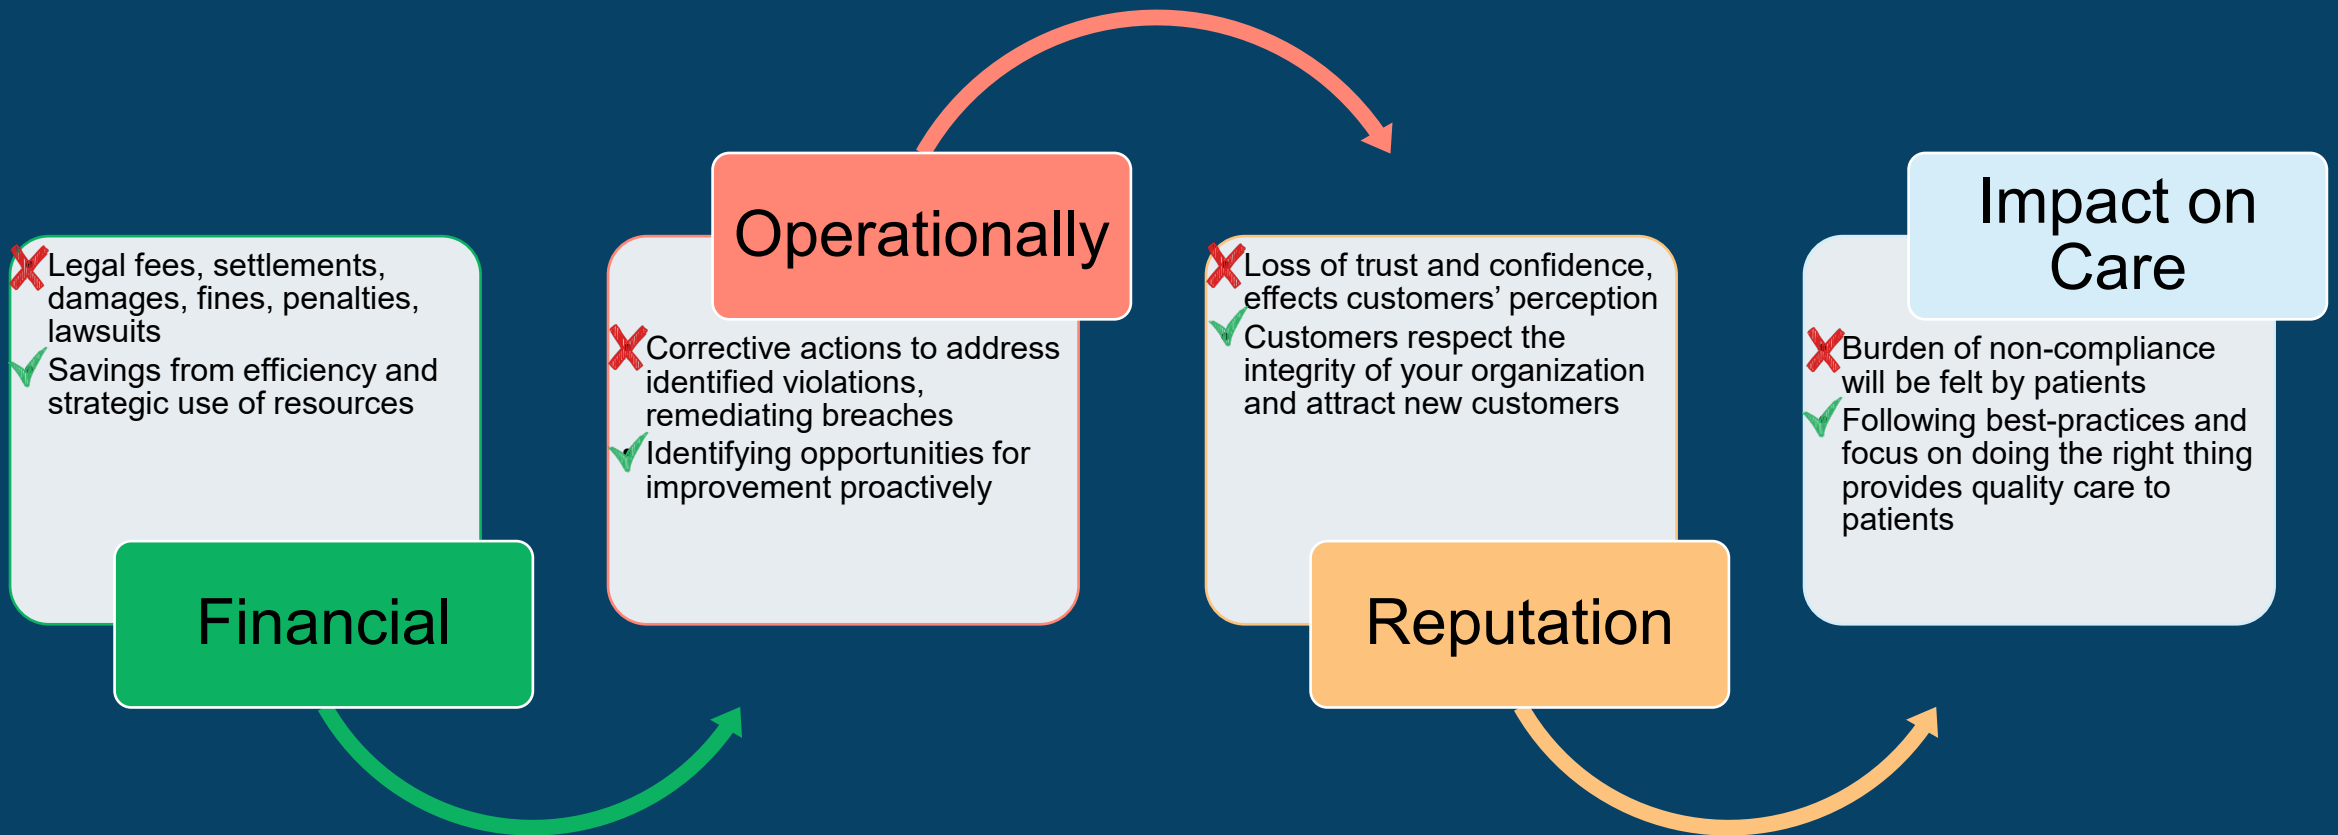 Legal fees, settlements,
damages, fines, penalties,
lawsuits
Savings from efficiency and
strategic use of resources
Financial
Operationally
Corrective actions to address
identified violations,
remediating breaches
Identifying opportunities for
improvement proactively
Loss of trust and confidence,
effects customers’ perception
Customers respect the
integrity of your organization
and attract new customers
Reputation
Impact on
Care
Burden of non-compliance
will be felt by patients
Following best-practices and
focus on doing the right thing
provides quality care to
patients